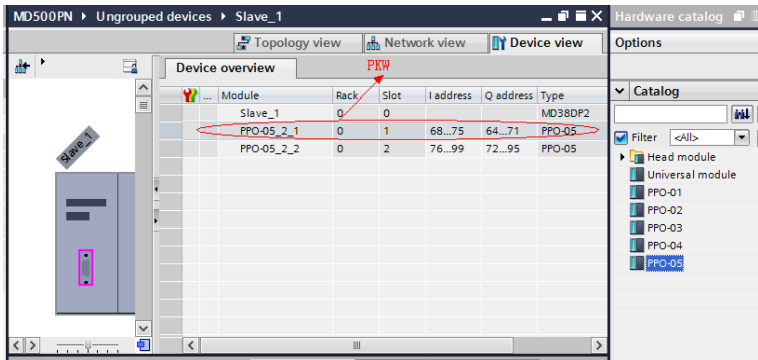 MD500PN ▸ Ungrouped devices ▸ Slave_1
Hardware catalog
Topology view Network view Device view
Options
Device overview
PKW
... Module Rack Slot I address Q address Type
Slave_1 0 0 MD38DP2
PPO-05_2_1 0 1 68...75 64...71 PPO-05
PPO-05_2_2 0 2 76...99 72...95 PPO-05
Slave_1
Catalog
Filter <All>
Head module
Universal module
PPO-01
PPO-02
PPO-03
PPO-04
PPO-05